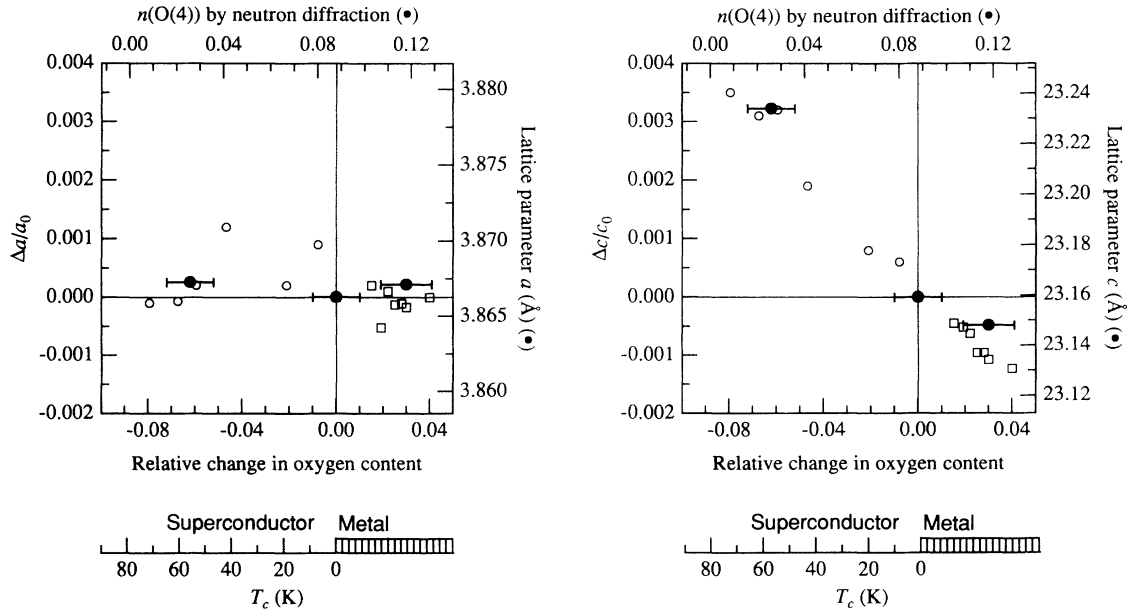 n(O(4)) by neutron diffraction (●)
0.00 0.04 0.08 0.12
0.004
0.003
0.002
0.001
0.000
-0.001
-0.002
Δa/a₀
3.880
3.875
3.870
3.865
3.860
Lattice parameter a (Å) (●)
-0.08 -0.04 0.00 0.04
Relative change in oxygen content
Superconductor Metal
80 60 40 20 0
T_c (K)
n(O(4)) by neutron diffraction (●)
0.00 0.04 0.08 0.12
0.004
0.003
0.002
0.001
0.000
-0.001
-0.002
Δc/c₀
23.24
23.22
23.20
23.18
23.16
23.14
23.12
Lattice parameter c (Å) (●)
-0.08 -0.04 0.00 0.04
Relative change in oxygen content
Superconductor Metal
80 60 40 20 0
T_c (K)